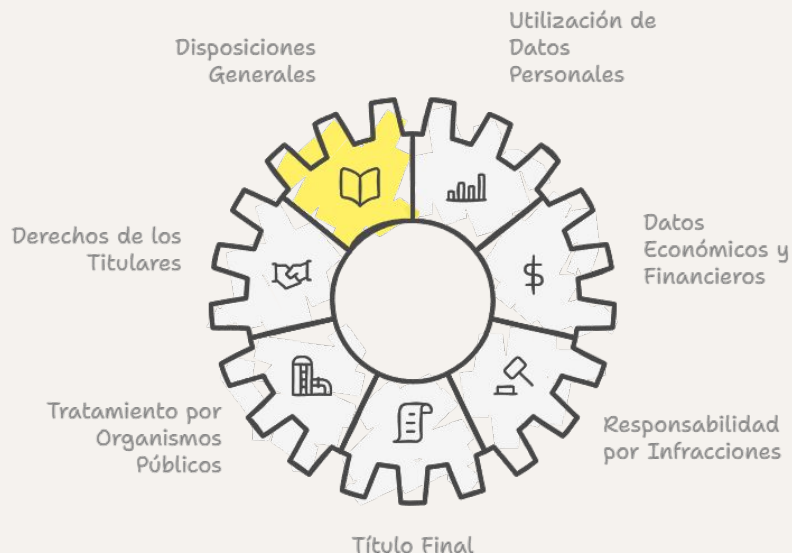 Disposiciones
Generales
Utilización de
Datos
Personales
Derechos de los
Titulares
Datos
Económicos y
Financieros
Tratamiento por
Organismos
Públicos
Responsabilidad
por Infracciones
Título Final
$